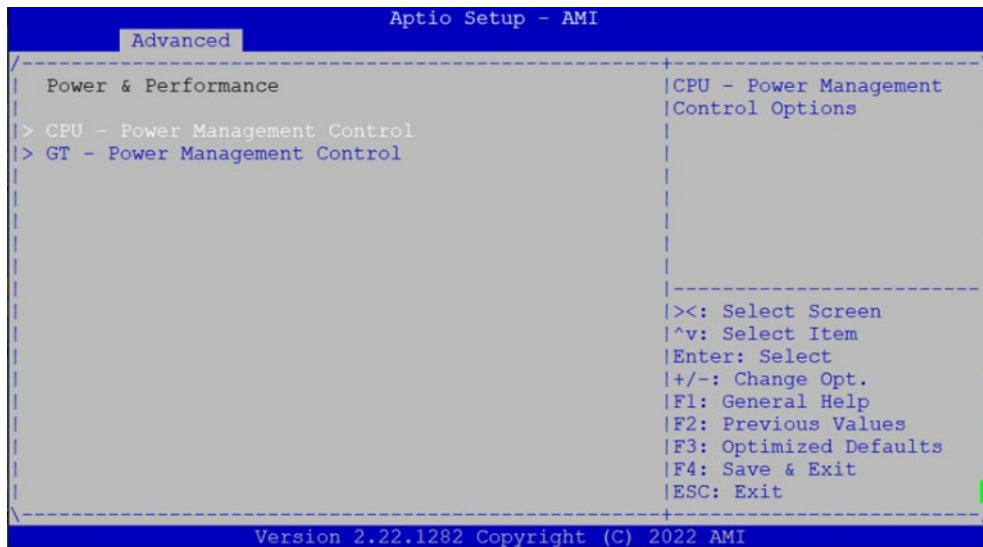 Aptio Setup - AMI
Advanced
Power & Performance
> CPU - Power Management Control
> GT - Power Management Control
CPU - Power Management
Control Options
><: Select Screen
^v: Select Item
Enter: Select
+/-: Change Opt.
F1: General Help
F2: Previous Values
F3: Optimized Defaults
F4: Save & Exit
ESC: Exit
Version 2.22.1282 Copyright (C) 2022 AMI